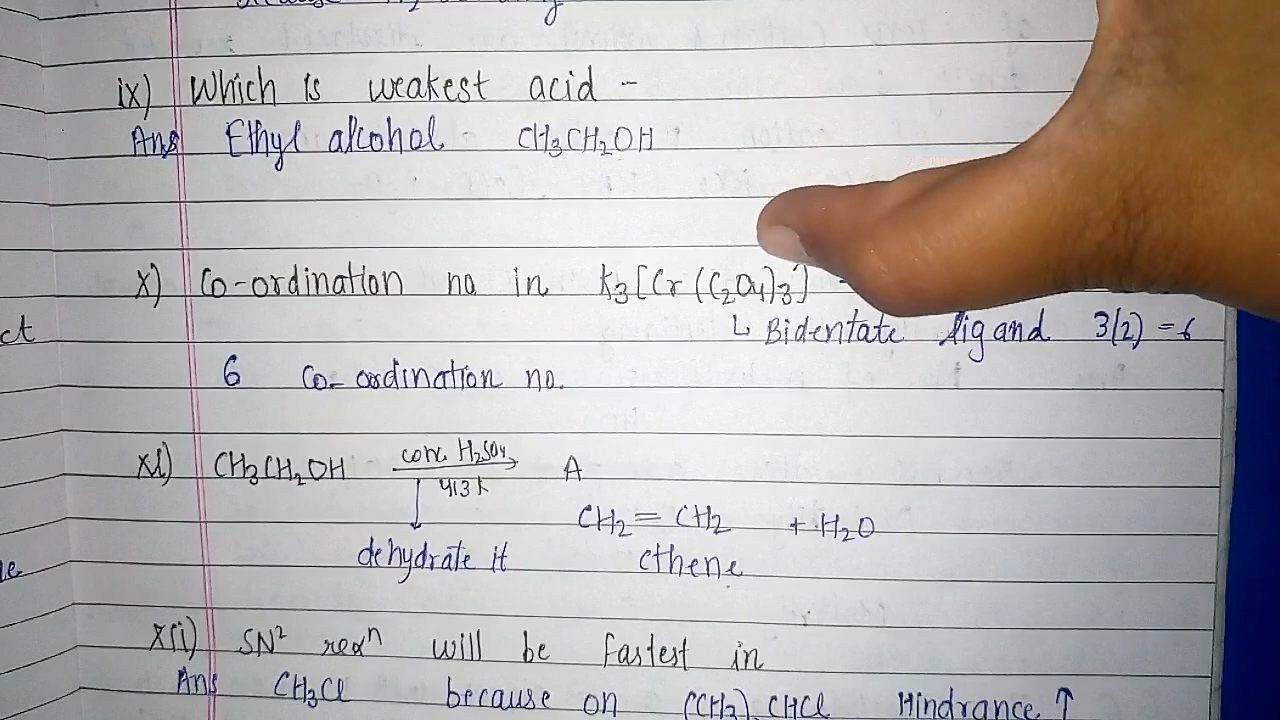 ix) Which is weakest acid -
Ans Ethyl alcohol CH3CH2OH
x) Co-ordination no in K3[Cr(C2O4)3]
↳ Bidentate ligand 3(2) = 6
ct
6 Co-ordination no.
xi) CH3CH2OH conc. H2SO4 413 K A
CH2 = CH2 + H2O
dehydrate it ethene
x(i) SN² reaⁿ will be fastest in
Ans CH3Cl because on (CH3)2CHCl Hindrance ↑